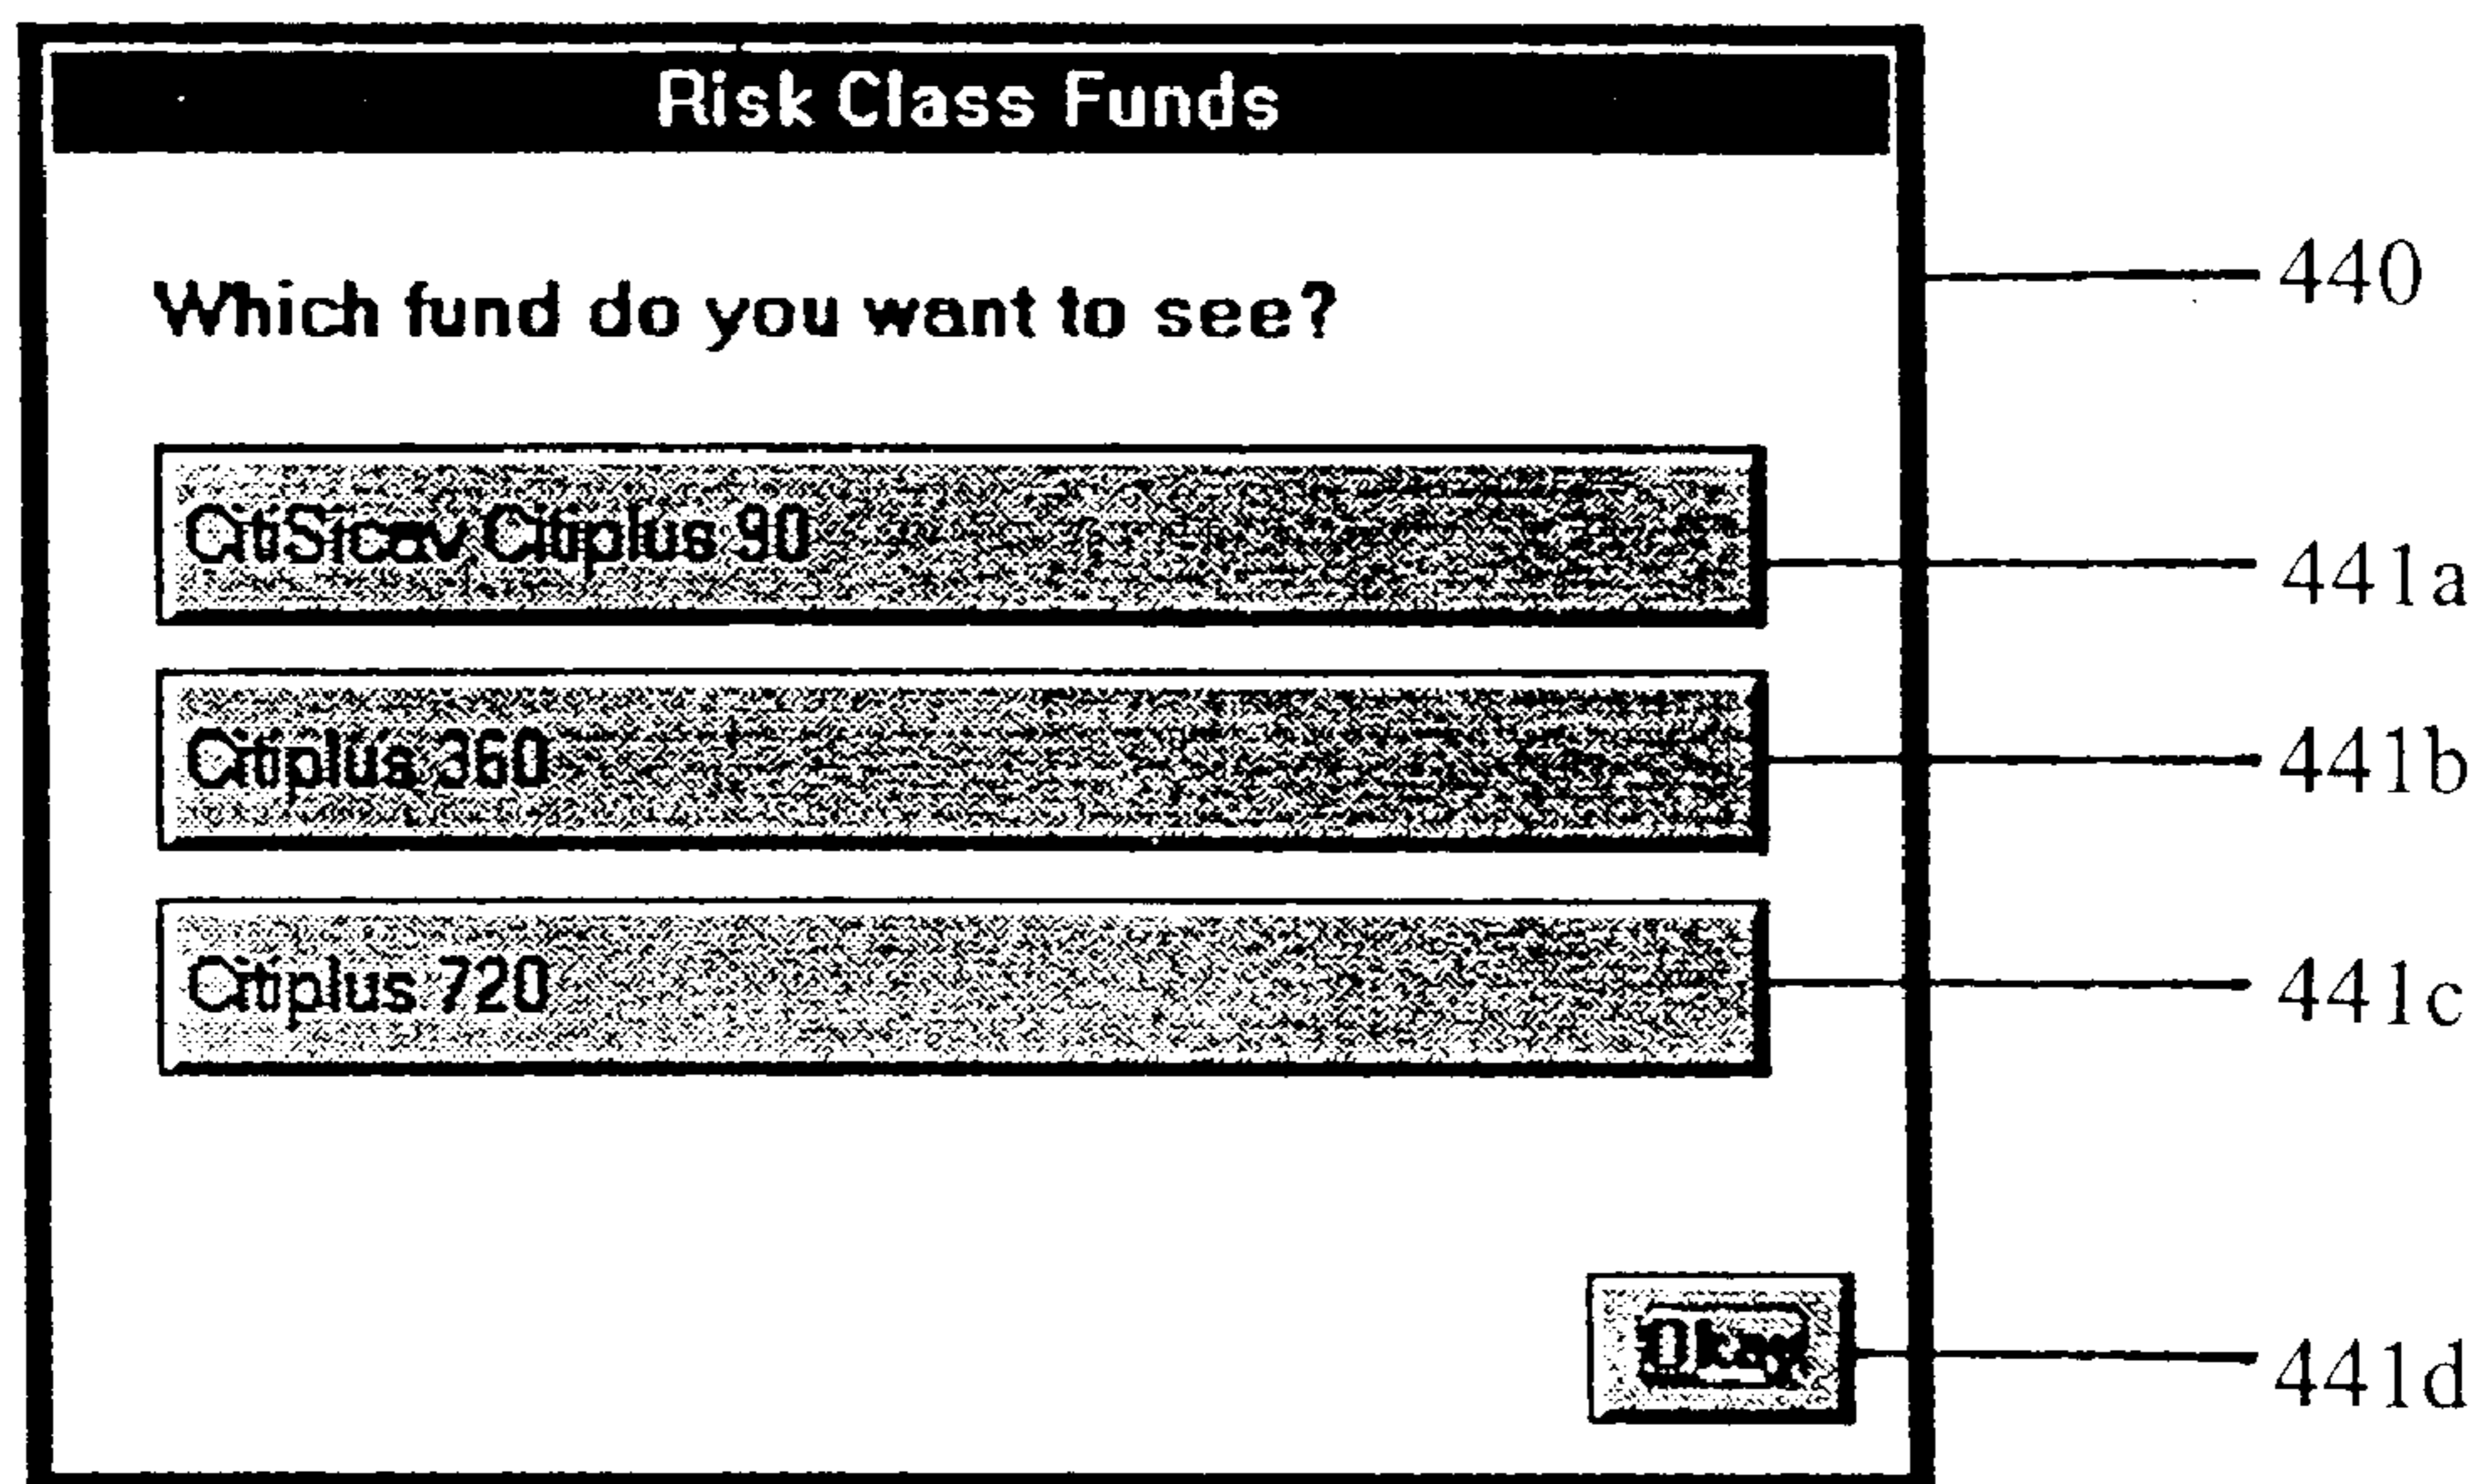 Risk Class Funds
Which fund do you want to see?
440
CitiSicav Citiplus 90
441a
Citiplus 360
441b
Citiplus 720
441c
Okay
441d